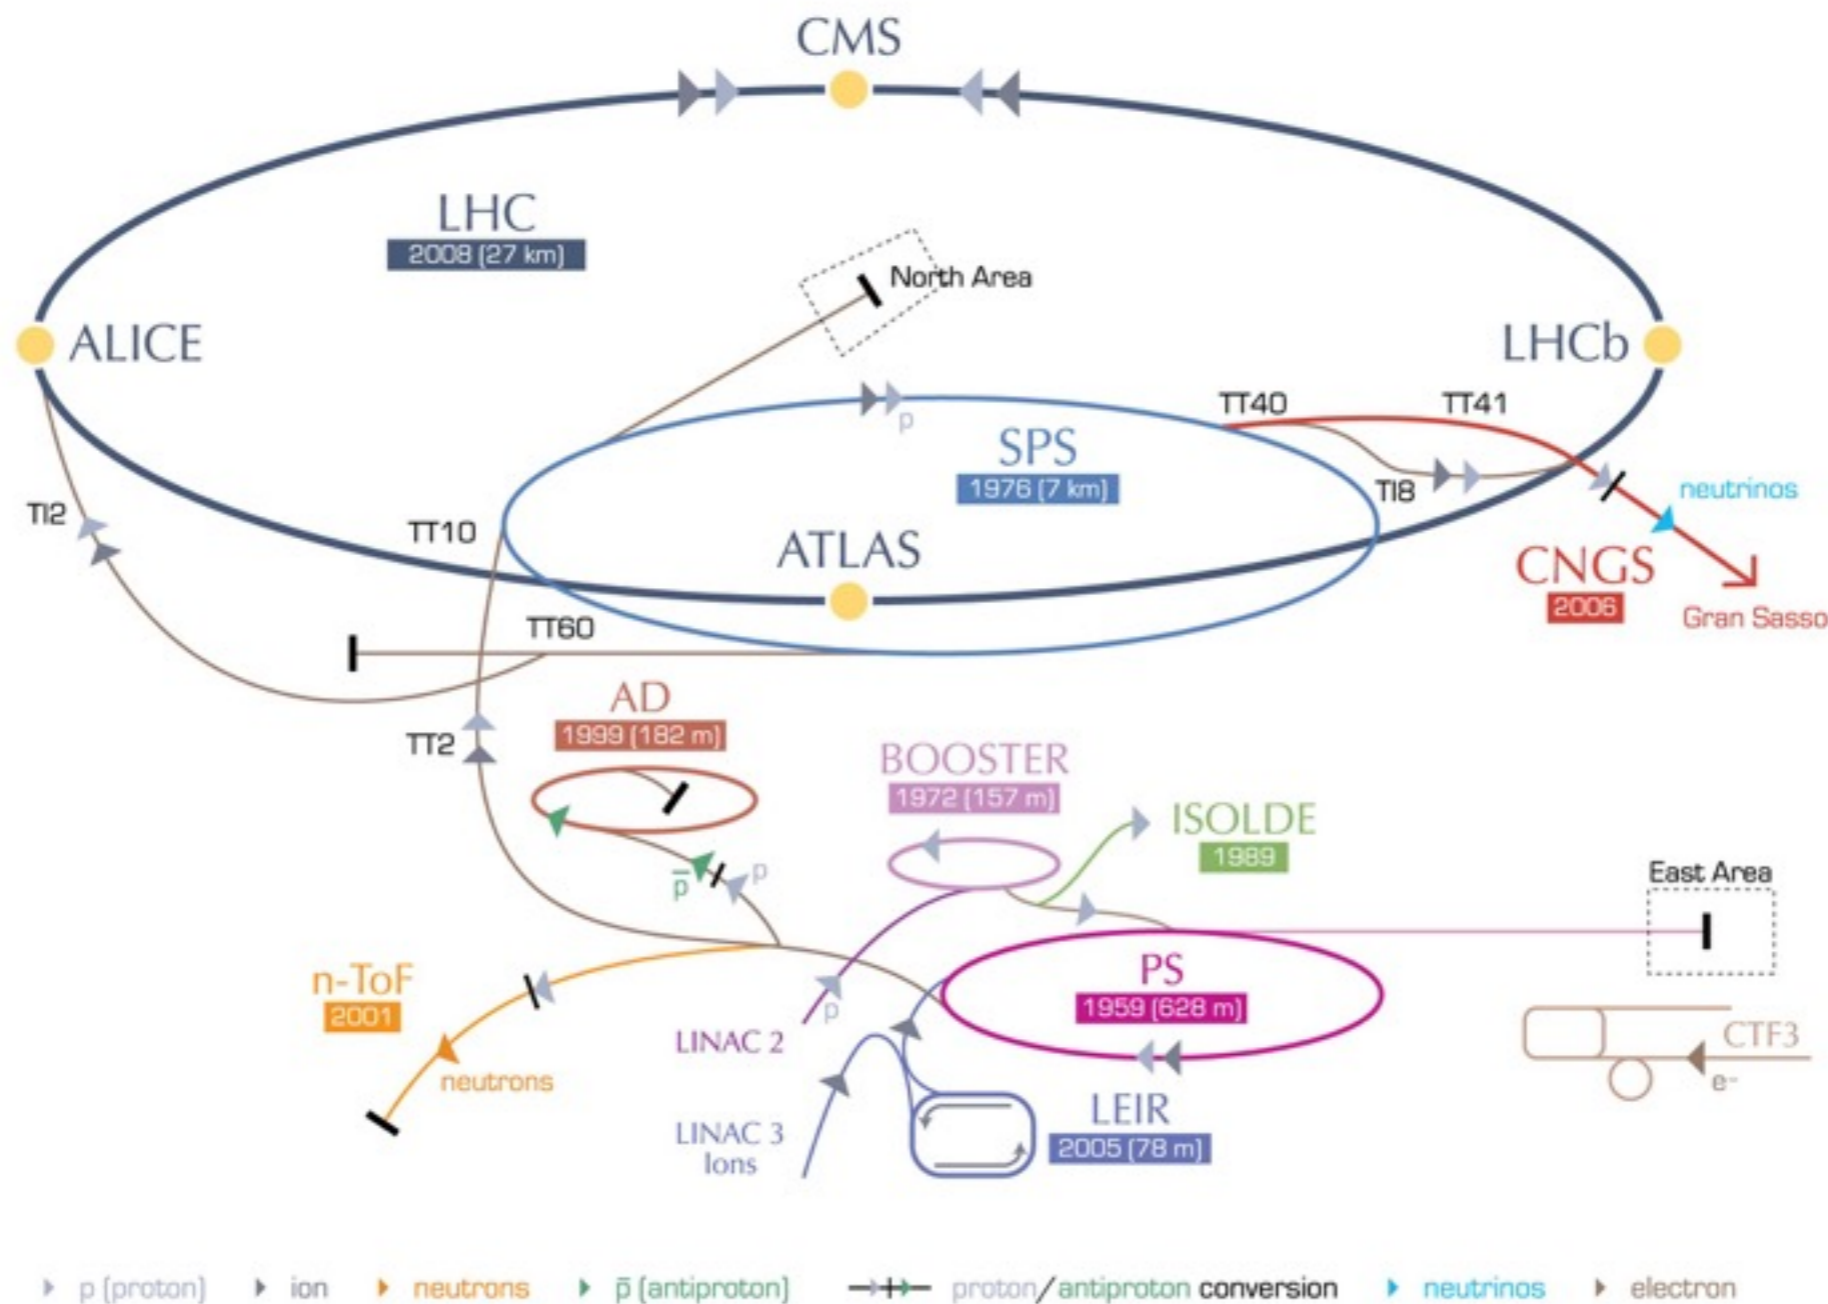 CMS
LHC
2008 (27 km)
North Area
ALICE
LHCb
TT40
TT41
p
SPS
1976 (7 km)
TI8
neutrinos
TI2
TT10
ATLAS
CNGS
2006
Gran Sasso
TT60
AD
1999 (182 m)
TT2
BOOSTER
1972 (157 m)
ISOLDE
1989
p̄
p
East Area
n-ToF
2001
neutrons
PS
1959 (628 m)
p
LINAC 2
CTF3
e-
LEIR
2005 (78 m)
LINAC 3
Ions
p (proton) ion neutrons p̄ (antiproton) proton/antiproton conversion neutrinos electron